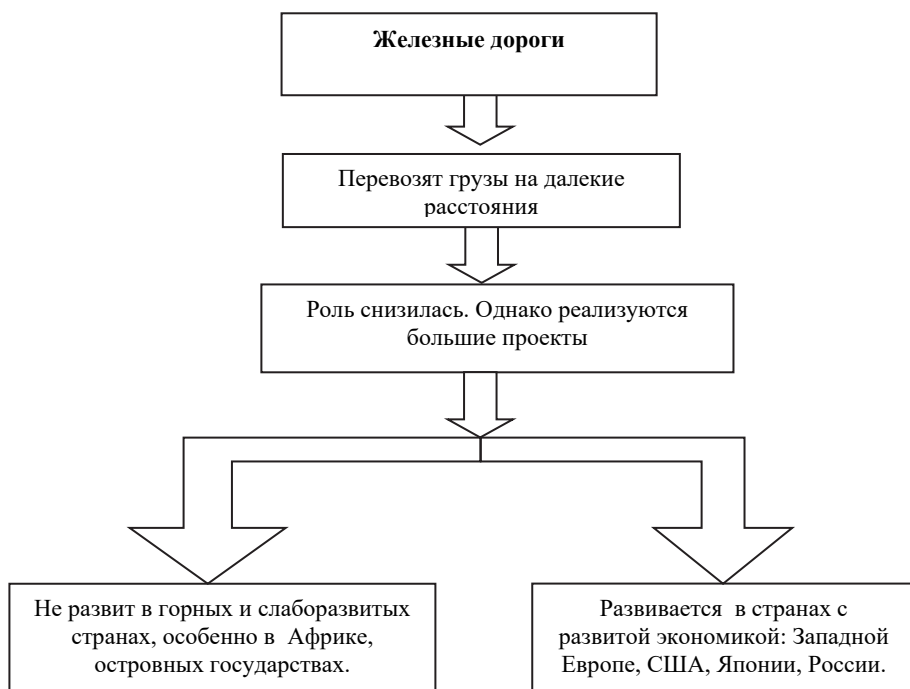 Железные дороги
Перевозят грузы на далекие
расстояния
Роль снизилась. Однако реализуются
большие проекты
Не развит в горных и слаборазвитых
странах, особенно в Африке,
островных государствах.
Развивается в странах с
развитой экономикой: Западной
Европе, США, Японии, России.